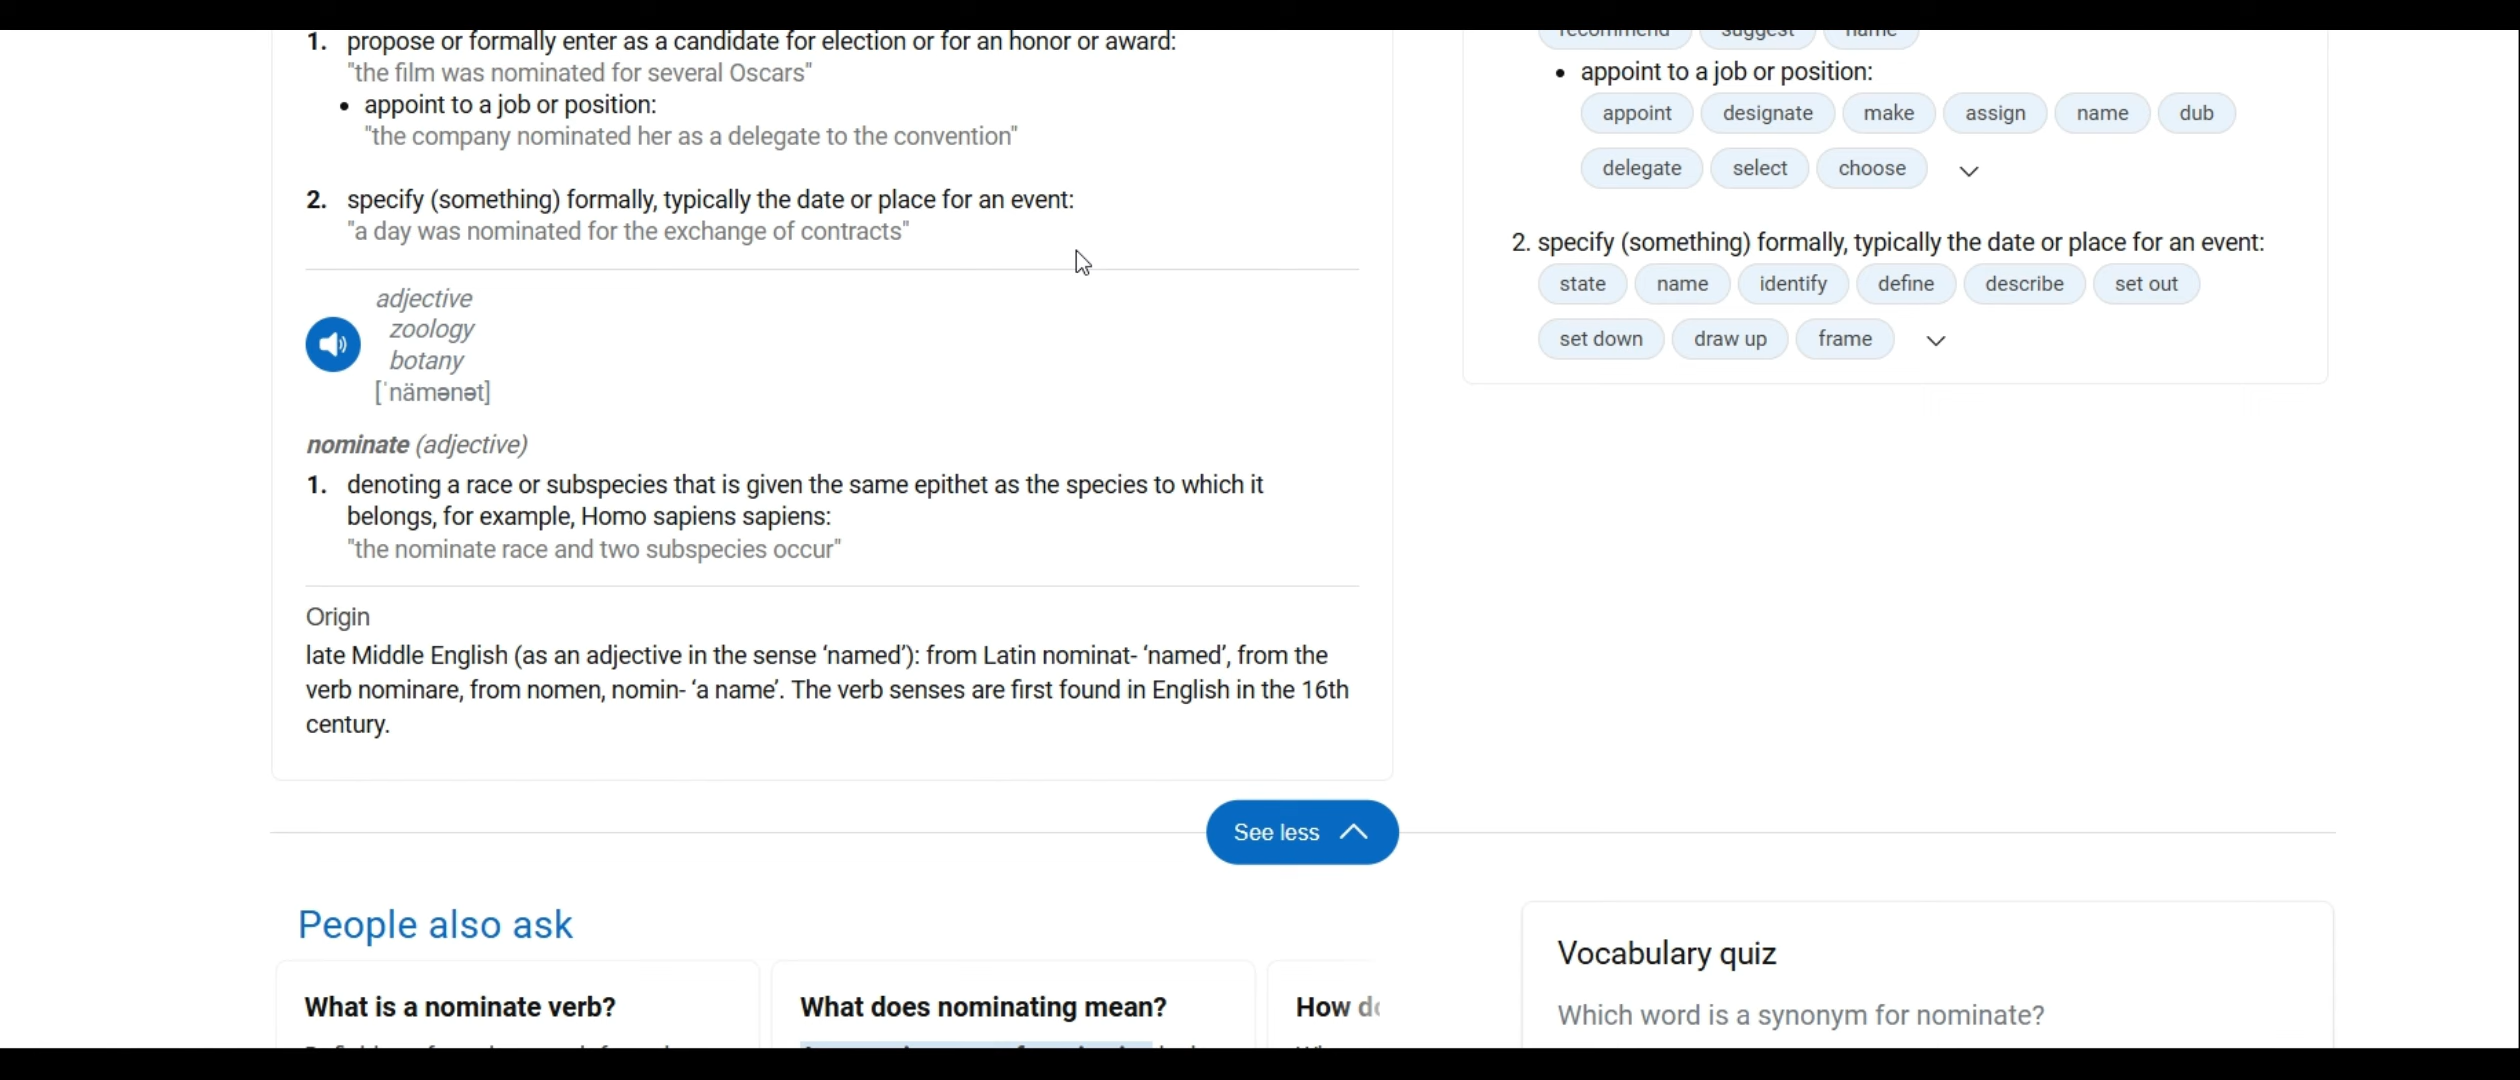 1. propose or formally enter as a candidate for election or for an honor or award:
"the film was nominated for several Oscars"
• appoint to a job or position:
"the company nominated her as a delegate to the convention"
2. specify (something) formally, typically the date or place for an event:
"a day was nominated for the exchange of contracts"
adjective
zoology
botany
[ˈnämənət]
nominate (adjective)
1. denoting a race or subspecies that is given the same epithet as the species to which it
belongs, for example, Homo sapiens sapiens:
"the nominate race and two subspecies occur"
Origin
late Middle English (as an adjective in the sense ‘named’): from Latin nominat- ‘named’, from the
verb nominare, from nomen, nomin- ‘a name’. The verb senses are first found in English in the 16th
century.
recommend suggest name
• appoint to a job or position:
appoint designate make assign name dub
delegate select choose
2. specify (something) formally, typically the date or place for an event:
state name identify define describe set out
set down draw up frame
See less
People also ask
What is a nominate verb?
What does nominating mean?
How do
Vocabulary quiz
Which word is a synonym for nominate?